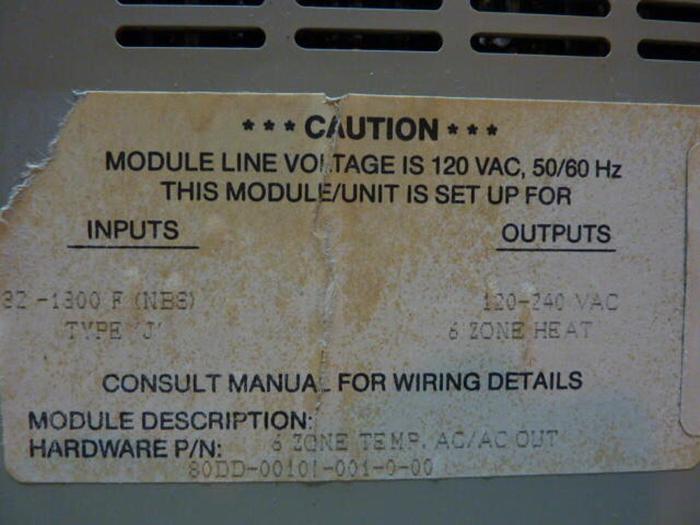 *** CAUTION ***
MODULE LINE VOLTAGE IS 120 VAC, 50/60 Hz
THIS MODULE/UNIT IS SET UP FOR
INPUTS OUTPUTS
32-1300 F (NBS) 120-240 VAC
TYPE 'J' 6 ZONE HEAT
CONSULT MANUAL FOR WIRING DETAILS
MODULE DESCRIPTION:
HARDWARE P/N: 6 ZONE TEMP. AC/AC OUT
80DD-00101-001-0-00